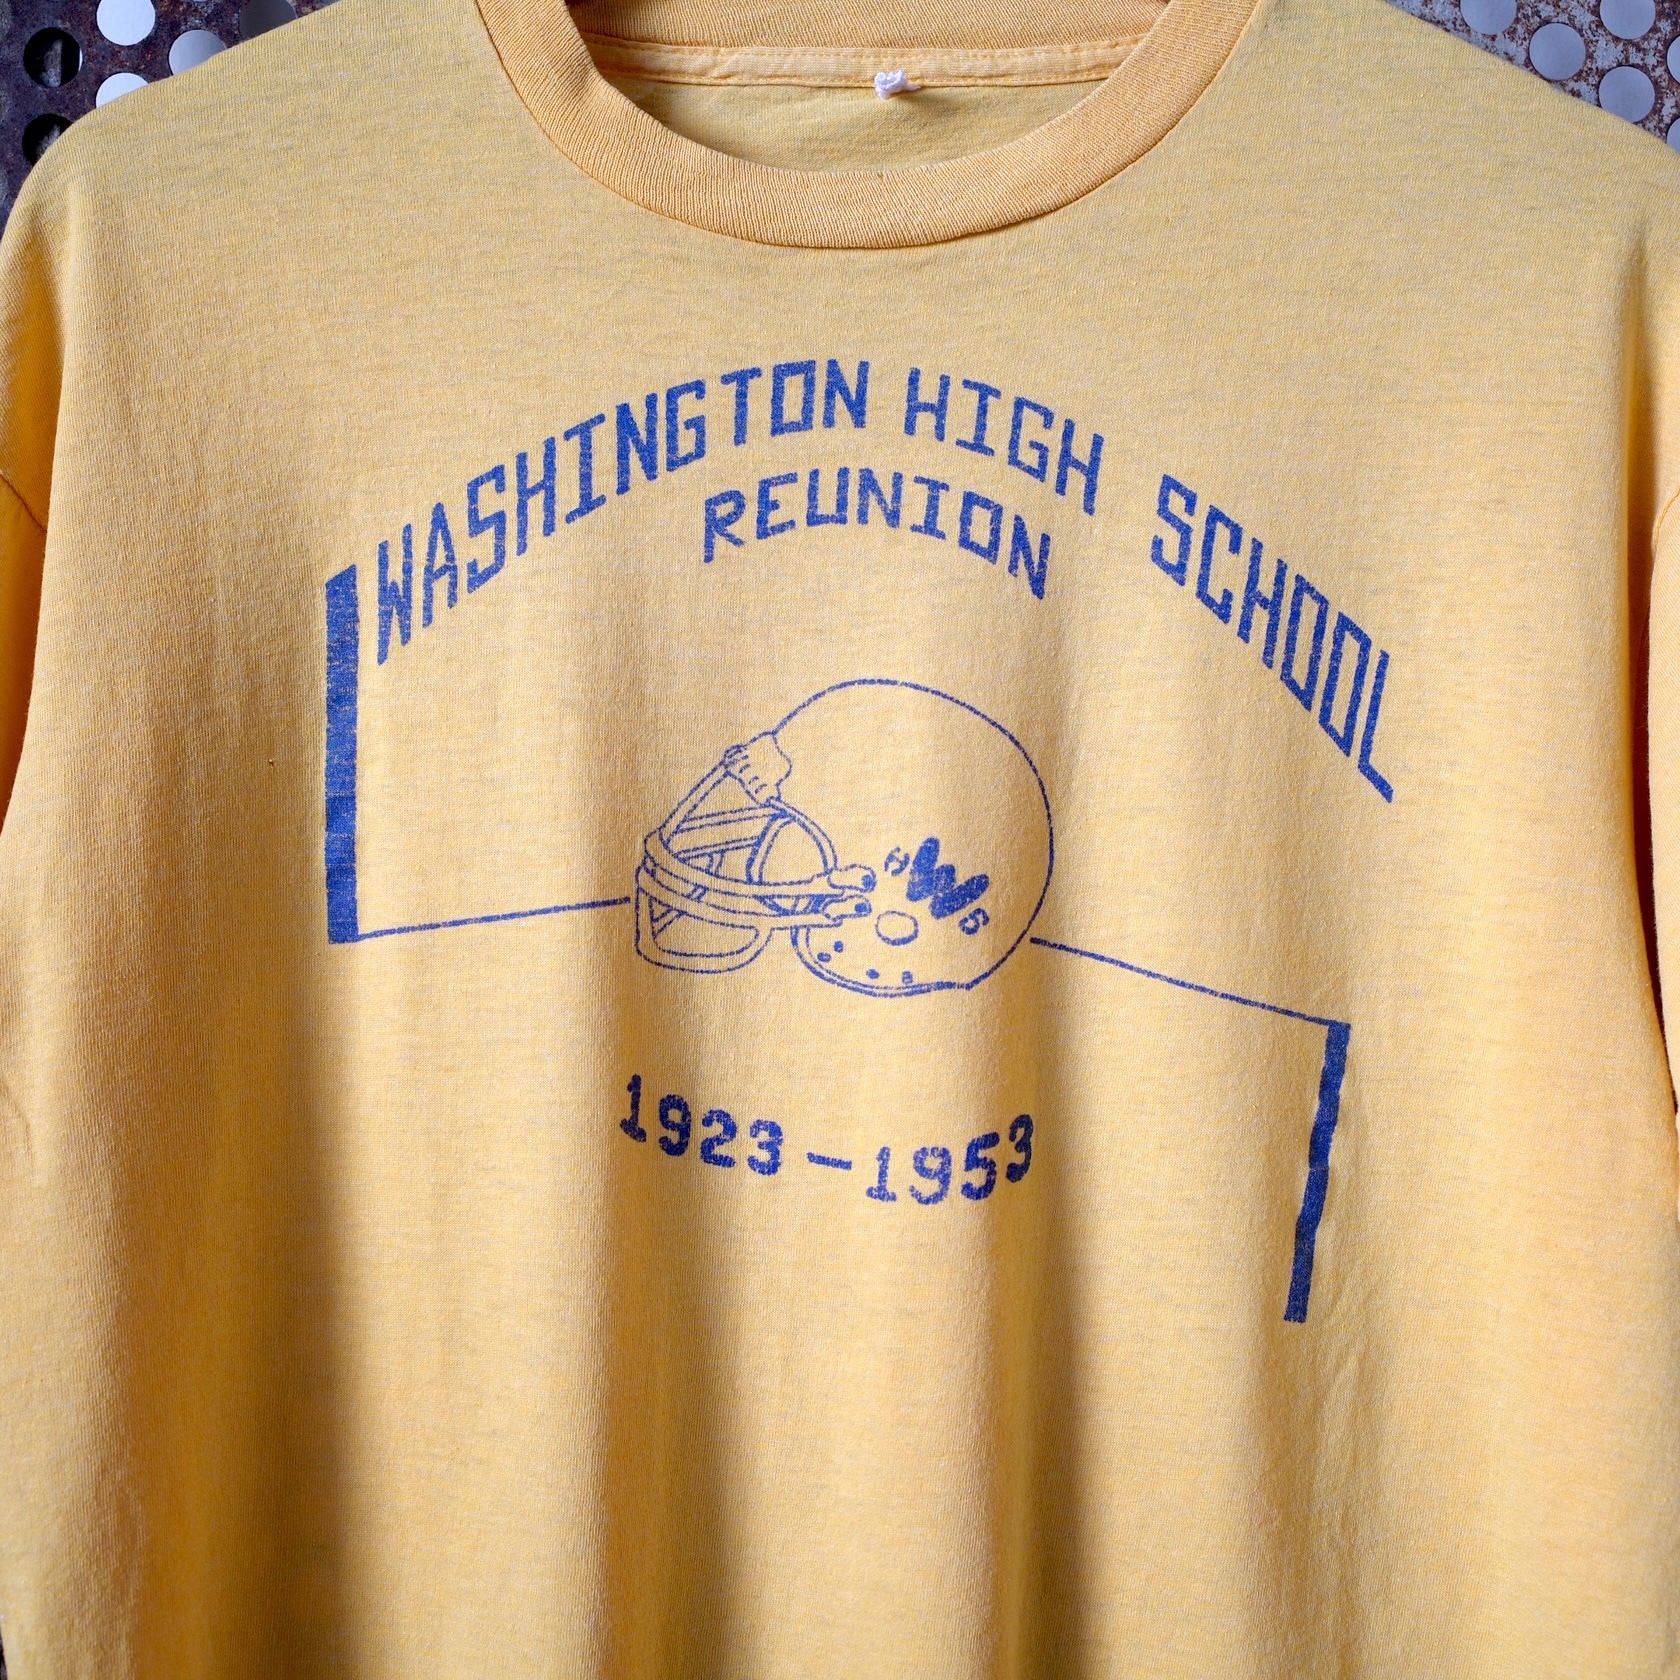 WASHINGTON HIGH SCHOOL
REUNION
HWS
1923-1953